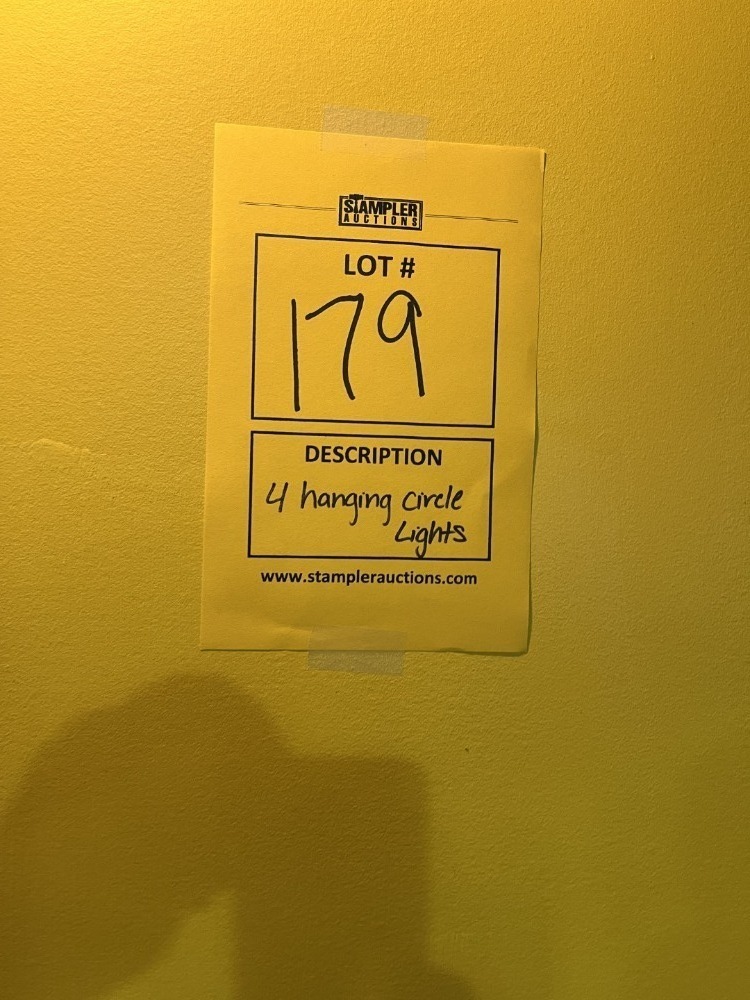 STAMPLER
AUCTIONS
LOT #
179
DESCRIPTION
4 hanging circle
Lights
www.stamplerauctions.com